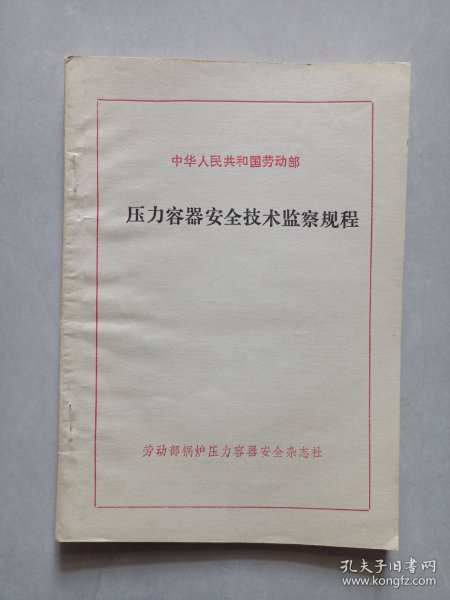 中华人民共和国劳动部
压力容器安全技术监察规程
劳动部锅炉压力容器安全杂志社
孔夫子旧书网
www.kongfz.com